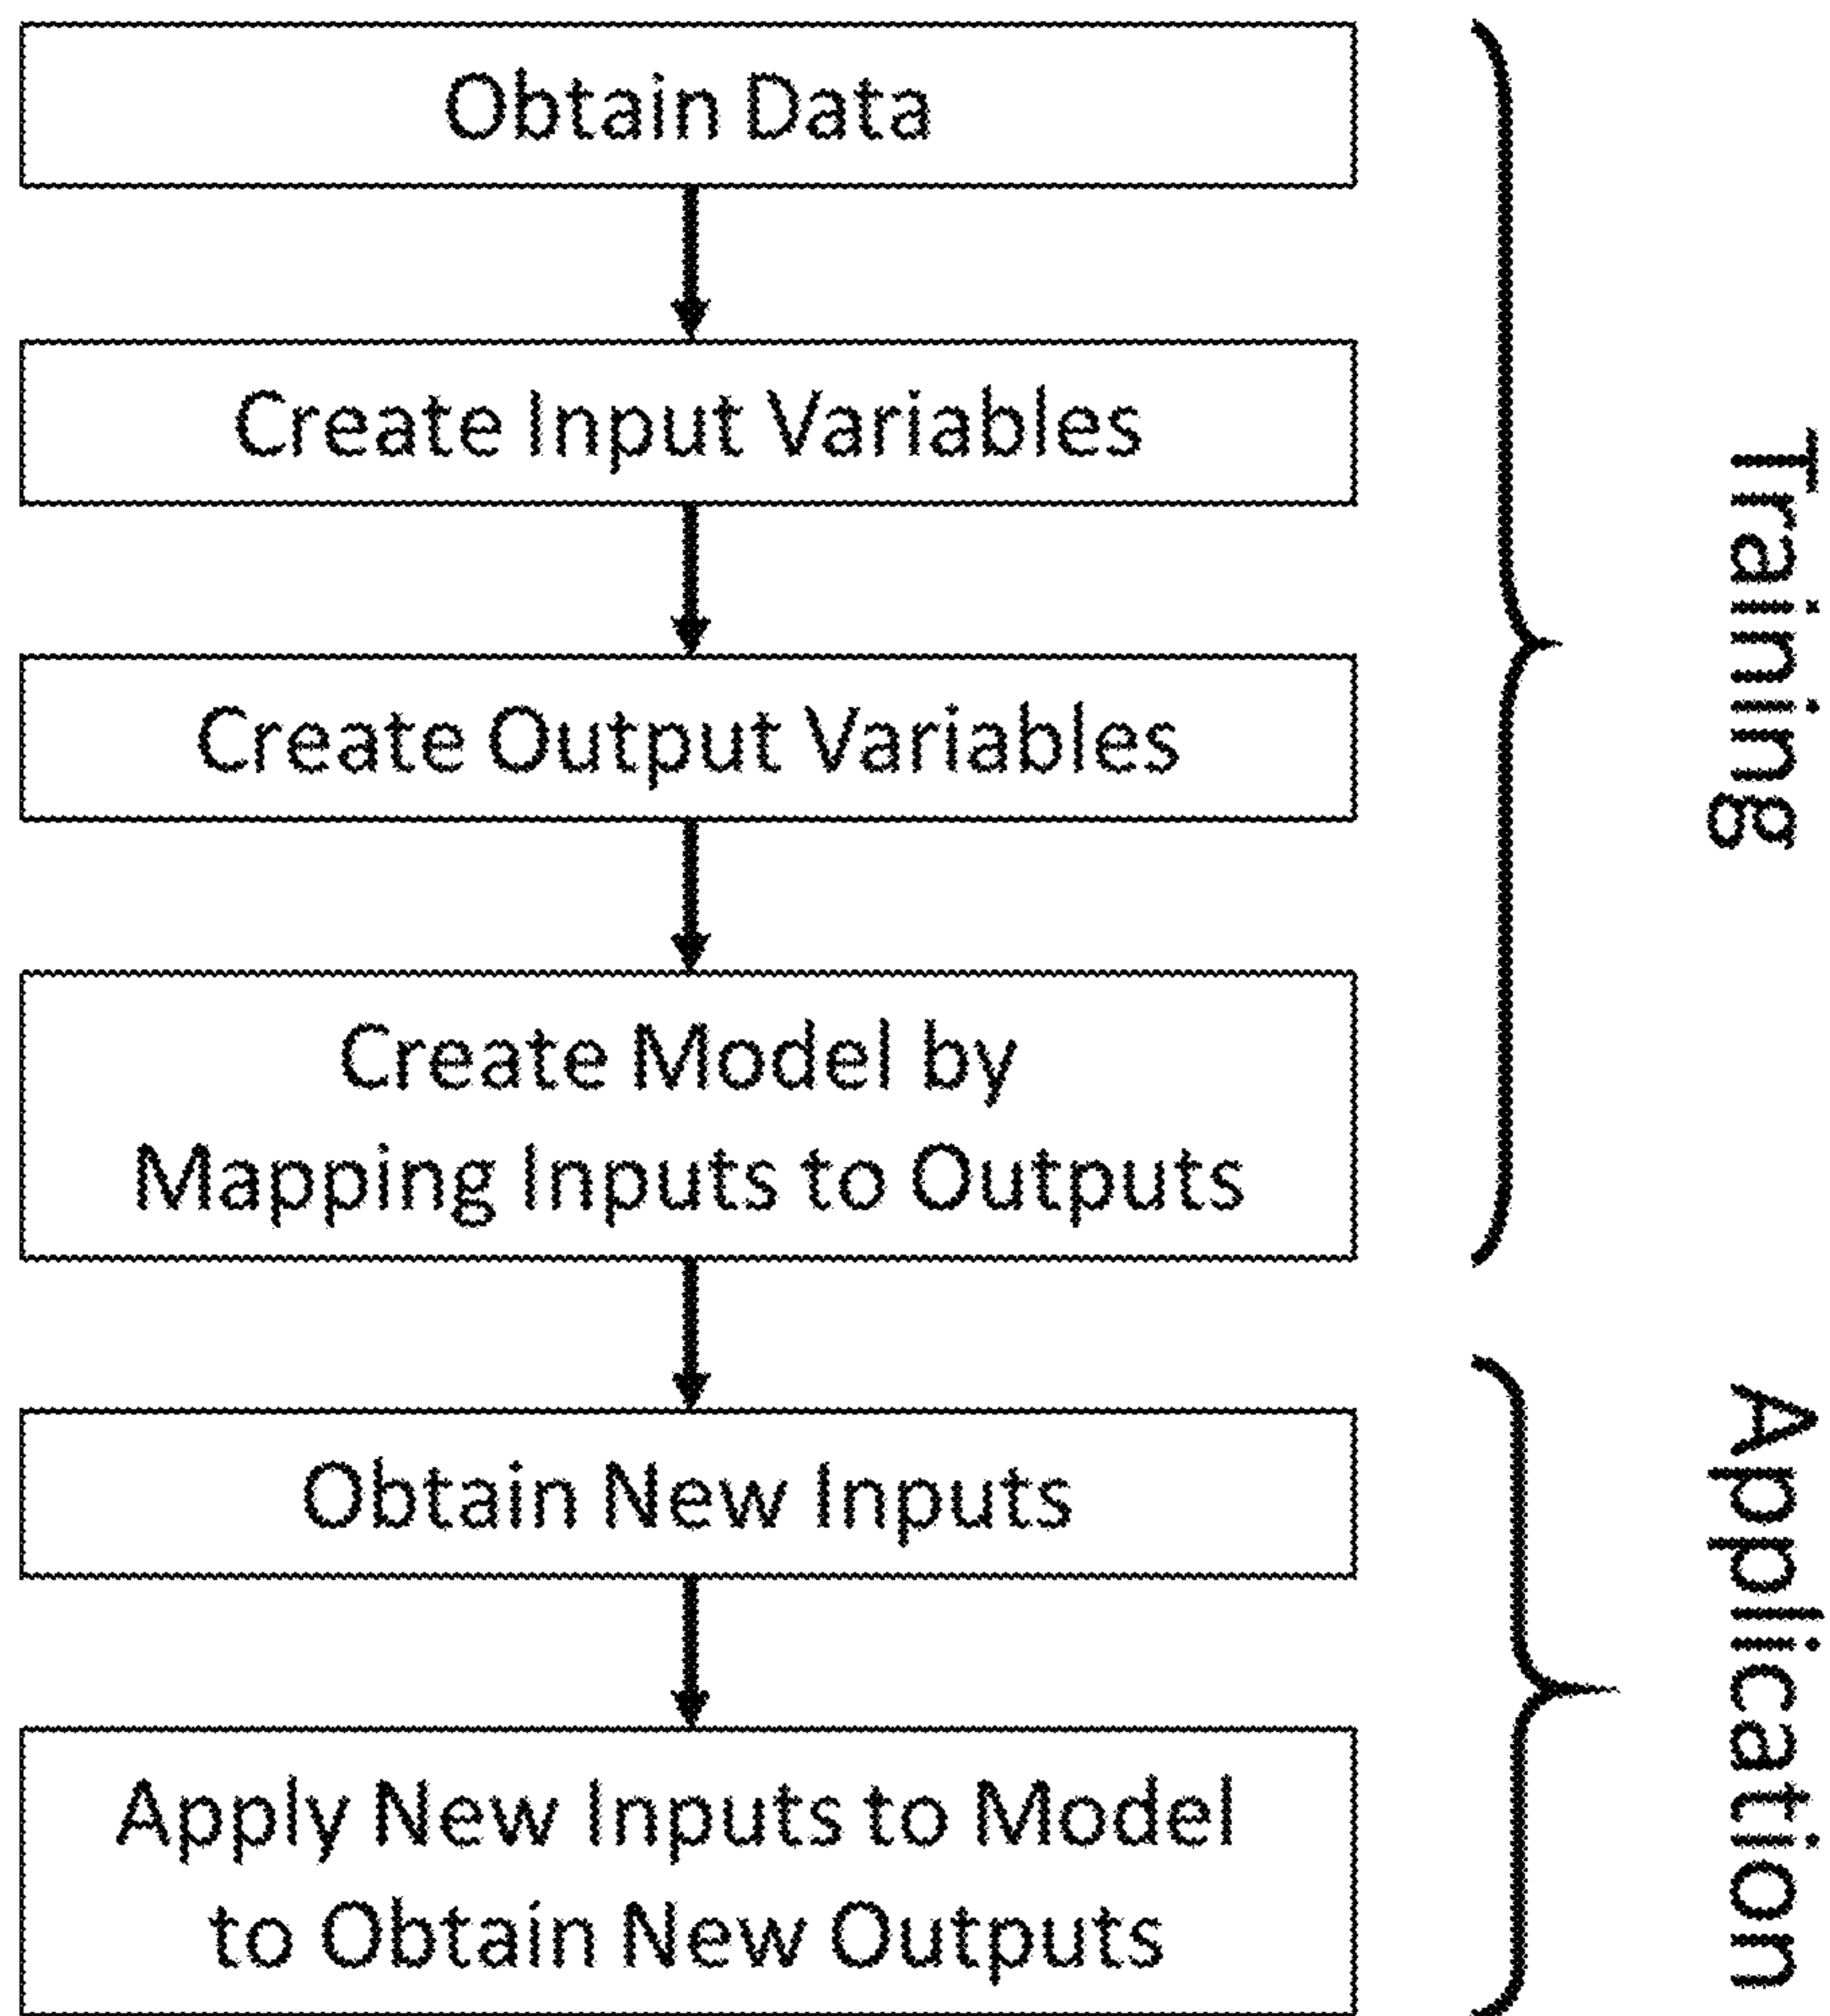 Obtain Data
Create Input Variables
Create Output Variables
Create Model by
Mapping Inputs to Outputs
Training
Obtain New Inputs
Apply New Inputs to Model
to Obtain New Outputs
Application